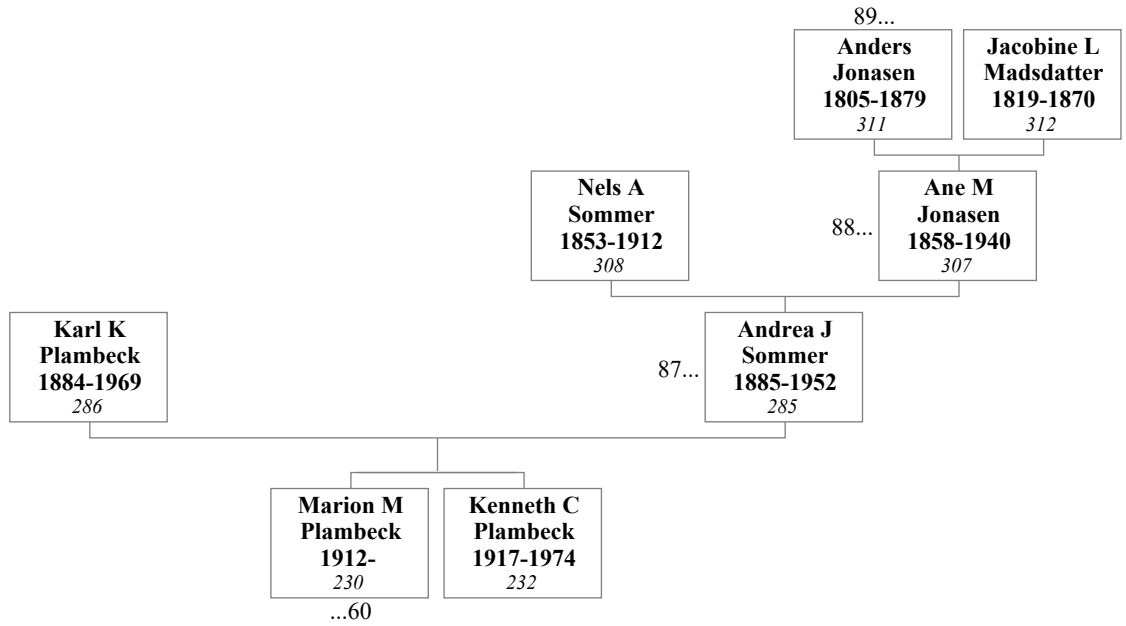 89...
Anders
Jonasen
1805-1879
311
Jacobine L
Madsdatter
1819-1870
312
Nels A
Sommer
1853-1912
308
88...
Ane M
Jonasen
1858-1940
307
Karl K
Plambeck
1884-1969
286
87...
Andrea J
Sommer
1885-1952
285
Marion M
Plambeck
1912-
230
Kenneth C
Plambeck
1917-1974
232
...60